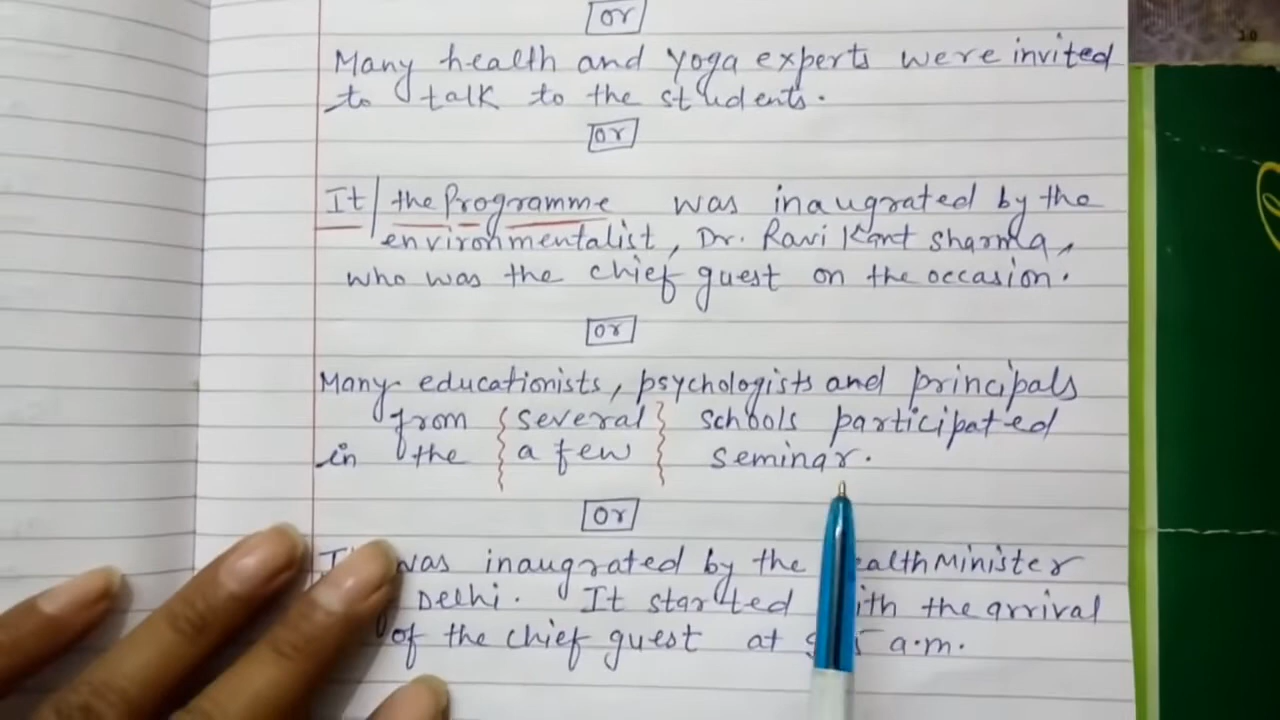 or
Many health and yoga experts were invited
to talk to the students.
or
It / the Programme was inaugrated by the
environmentalist, Dr. Ravi Kant Sharma,
who was the chief guest on the occasion.
or
Many educationists, psychologists and principals
from several schools participated
in the a few seminar.
or
was inaugrated by the Minister
Delhi. It started the arrival
of the chief guest at a.m.